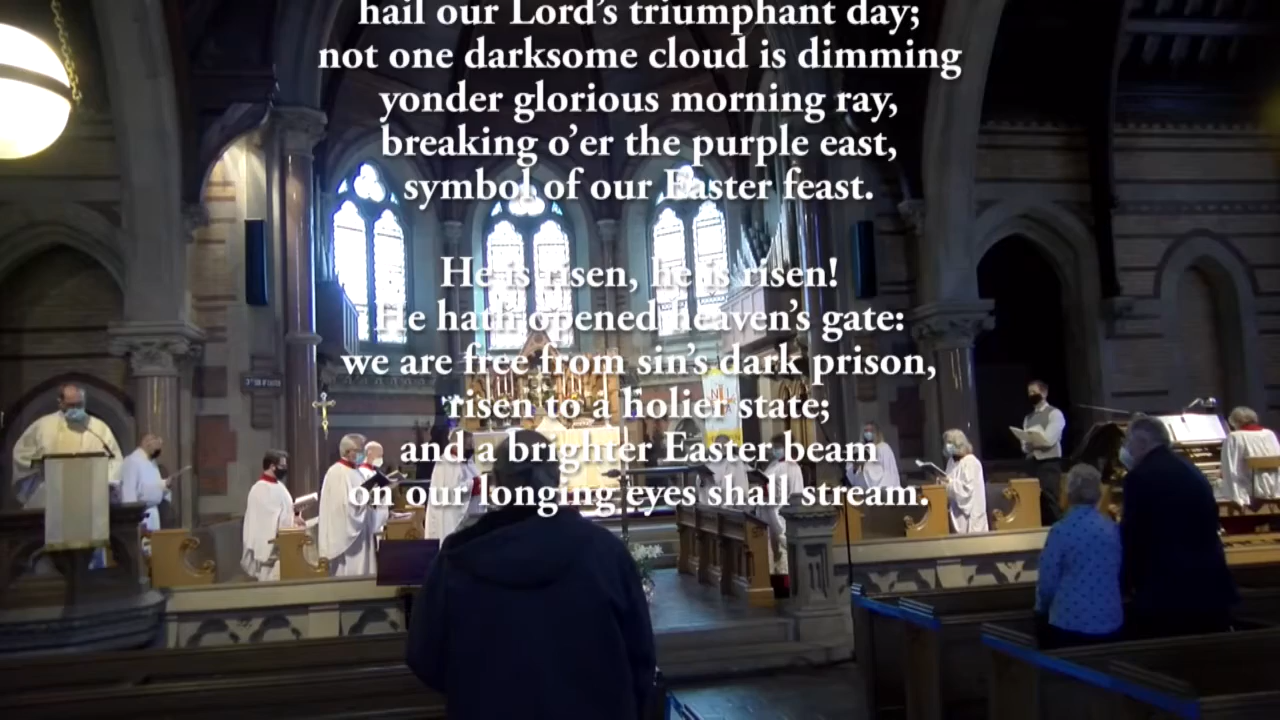 hail our Lord’s triumphant day;
not one darksome cloud is dimming
yonder glorious morning ray,
breaking o’er the purple east,
symbol of our Easter feast.
He is risen, he is risen!
He hath opened heaven’s gate:
we are free from sin’s dark prison,
risen to a holier state;
and a brighter Easter beam
on our longing eyes shall stream.